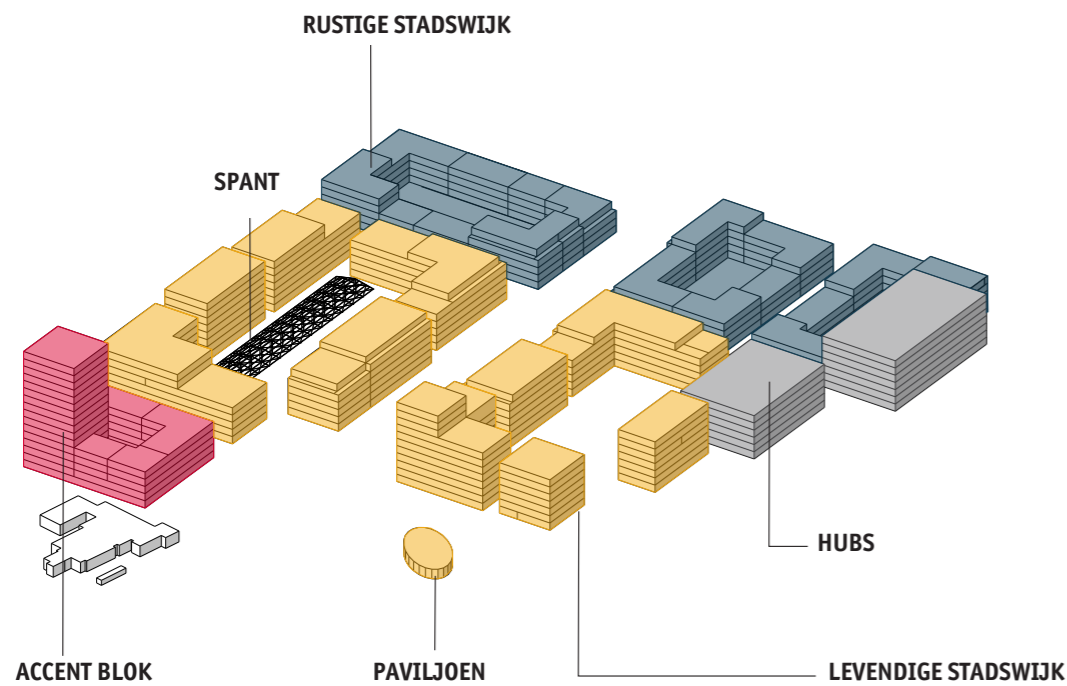 RUSTIGE STADSWIJK
SPANT
HUBS
ACCENT BLOK
PAVILJOEN
LEVENDIGE STADSWIJK